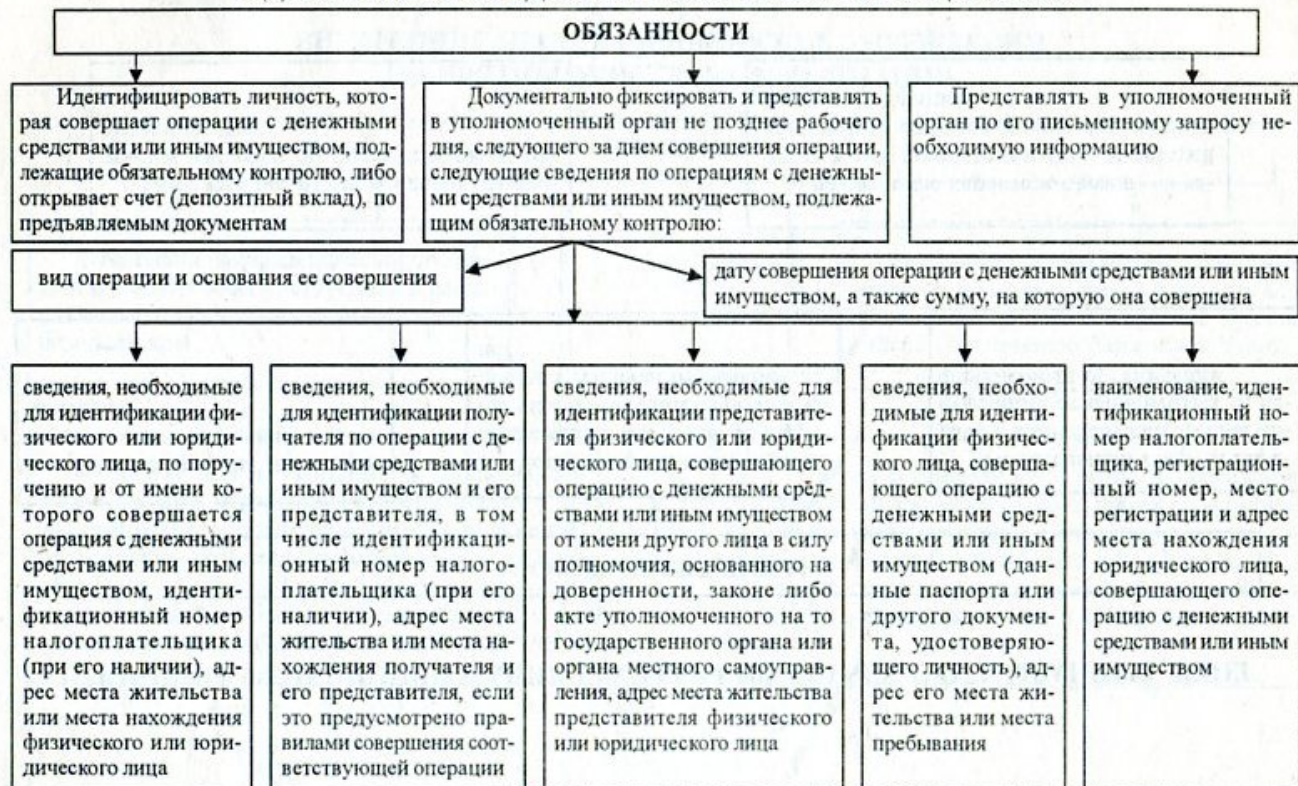 ОБЯЗАННОСТИ
Идентифицировать личность, кото-
рая совершает операции с денежными
средствами или иным имуществом, под-
лежащие обязательному контролю, либо
открывает счет (депозитный вклад), по
предъявляемым документам
Документально фиксировать и представлять
в уполномоченный орган не позднее рабочего
дня, следующего за днем совершения операции,
следующие сведения по операциям с денежны-
ми средствами или иным имуществом, подлежа-
щим обязательному контролю:
Представлять в уполномоченный
орган по его письменному запросу не-
обходимую информацию
вид операции и основания ее совершения
дату совершения операции с денежными средствами или иным
имуществом, а также сумму, на которую она совершена
сведения, необходимые
для идентификации фи-
зического или юриди-
ческого лица, по пору-
чению и от имени ко-
торого совершается
операция с денежными
средствами или иным
имуществом, иденти-
фикационный номер
налогоплательщика
(при его наличии), ад-
рес места жительства
или места нахождения
физического или юри-
дического лица
сведения, необходимые
для идентификации полу-
чателя по операции с де-
нежными средствами или
иным имуществом и его
представителя, в том
числе идентификаци-
онный номер налого-
плательщика (при его
наличии), адрес места
жительства или места на-
хождения получателя и
его представителя, если
это предусмотрено пра-
вилами совершения соот-
ветствующей операции
сведения, необходимые для
идентификации представите-
ля физического или юриди-
ческого лица, совершающего
операцию с денежными сред-
ствами или иным имуществом
от имени другого лица в силу
полномочия, основанного на
доверенности, законе либо
акте уполномоченного на то
государственного органа или
органа местного самоуправ-
ления, адрес места жительства
представителя физического
или юридического лица
сведения, необхо-
димые для иденти-
фикации физичес-
кого лица, соверша-
ющего операцию с
денежными сред-
ствами или иным
имуществом (дан-
ные паспорта или
другого докумен-
та, удостоверяю-
щего личность), ад-
рес его места жи-
тельства или места
пребывания
наименование, иден-
тификационный но-
мер налогоплатель-
щика, регистрацион-
ный номер, место
регистрации и адрес
места нахождения
юридического лица,
совершающего опе-
рацию с денежными
средствами или иным
имуществом